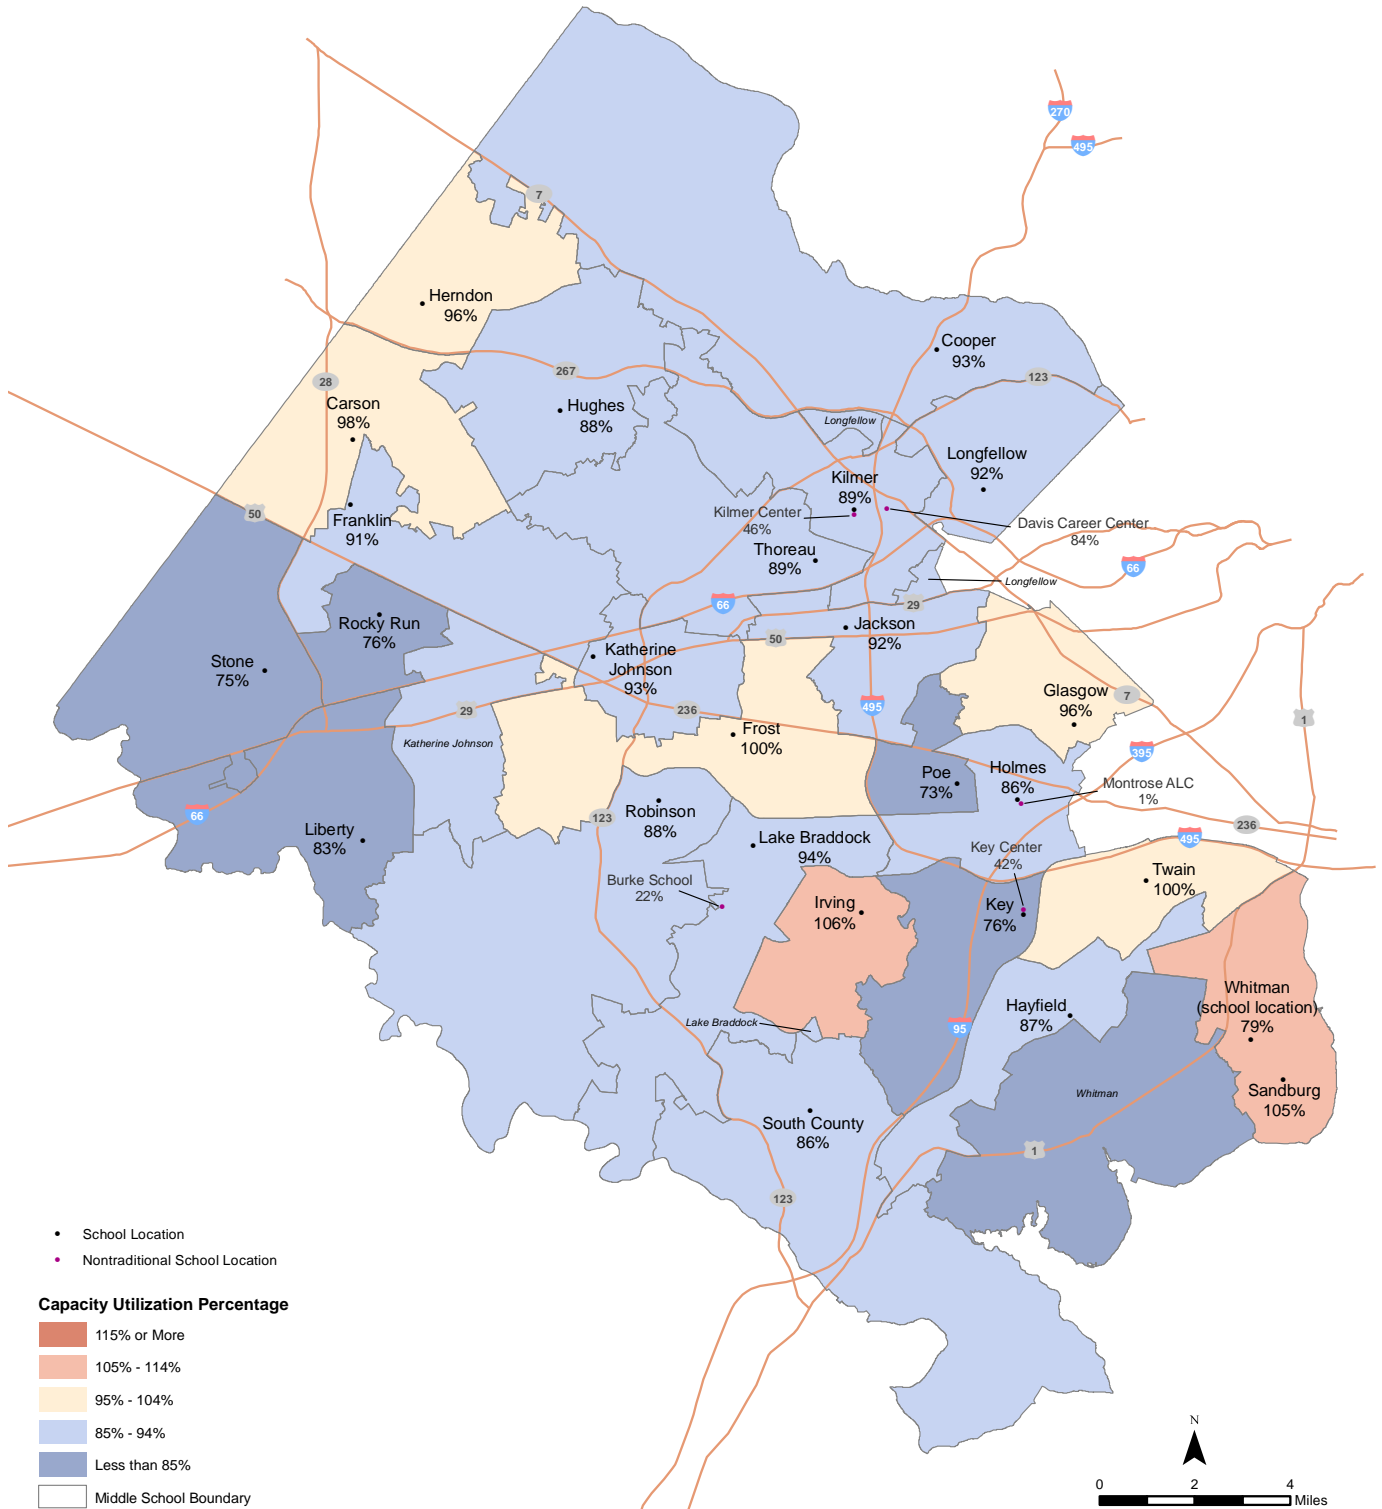 270
495
7
Herndon
96%
Cooper
93%
123
267
28
Carson
98%
Hughes
88%
Longfellow
Longfellow
92%
Kilmer
89%
Kilmer Center
46%
Davis Career Center
84%
50
Franklin
91%
Thoreau
89%
66
Longfellow
66
29
Rocky Run
76%
Jackson
92%
50
Stone
75%
Katherine
Johnson
93%
Glasgow
96%
7
29
236
495
1
Katherine Johnson
Frost
100%
395
Poe
73%
Holmes
86%
Montrose ALC
1%
66
123
Robinson
88%
236
Liberty
83%
Lake Braddock
94%
495
Key Center
42%
Twain
100%
Burke School
22%
Irving
106%
Key
76%
Whitman
(school location)
79%
Hayfield
87%
Lake Braddock
95
Whitman
Sandburg
105%
South County
86%
1
123
School Location
Nontraditional School Location
Capacity Utilization Percentage
115% or More
105% - 114%
95% - 104%
85% - 94%
Less than 85%
Middle School Boundary
N
0 2 4
Miles